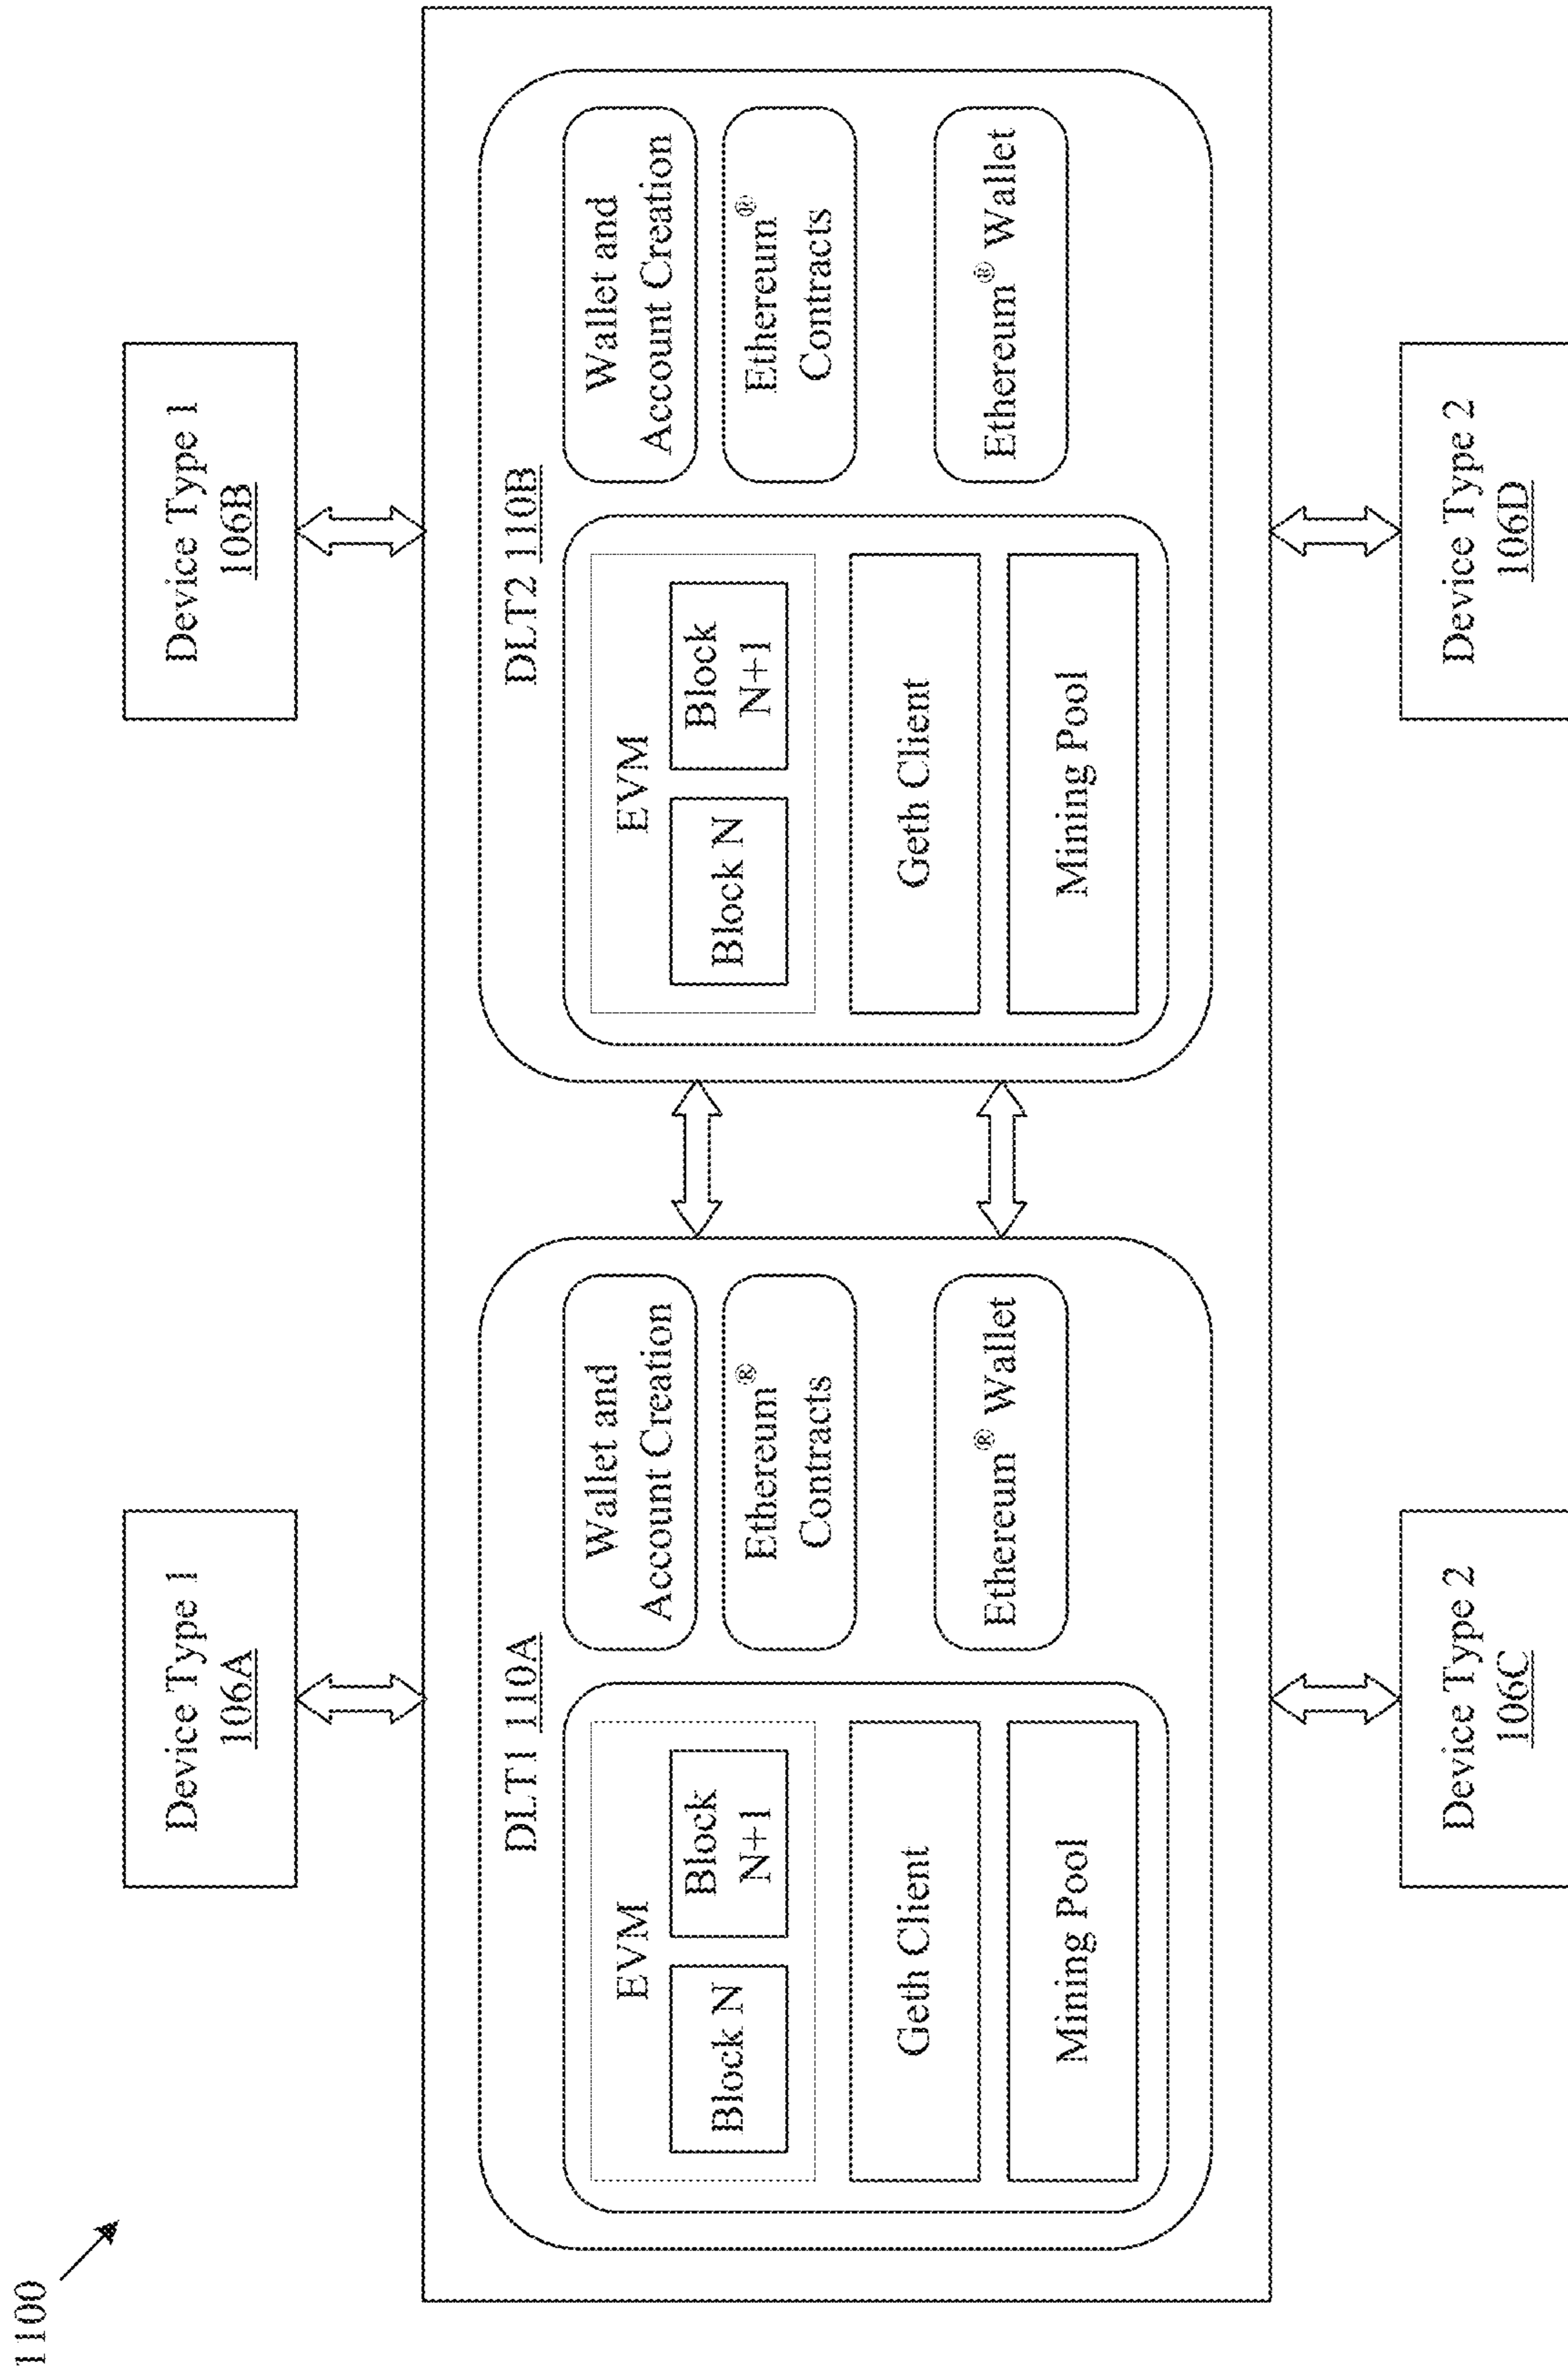 1100
Device Type 1
106A
Device Type 1
106B
DLT1 110A
EVM
Block N
Block
N+1
Geth Client
Mining Pool
Wallet and
Account Creation
Ethereum®
Contracts
Ethereum® Wallet
DLT2 110B
EVM
Block N
Block
N+1
Geth Client
Mining Pool
Wallet and
Account Creation
Ethereum®
Contracts
Ethereum® Wallet
Device Type 2
106C
Device Type 2
106D